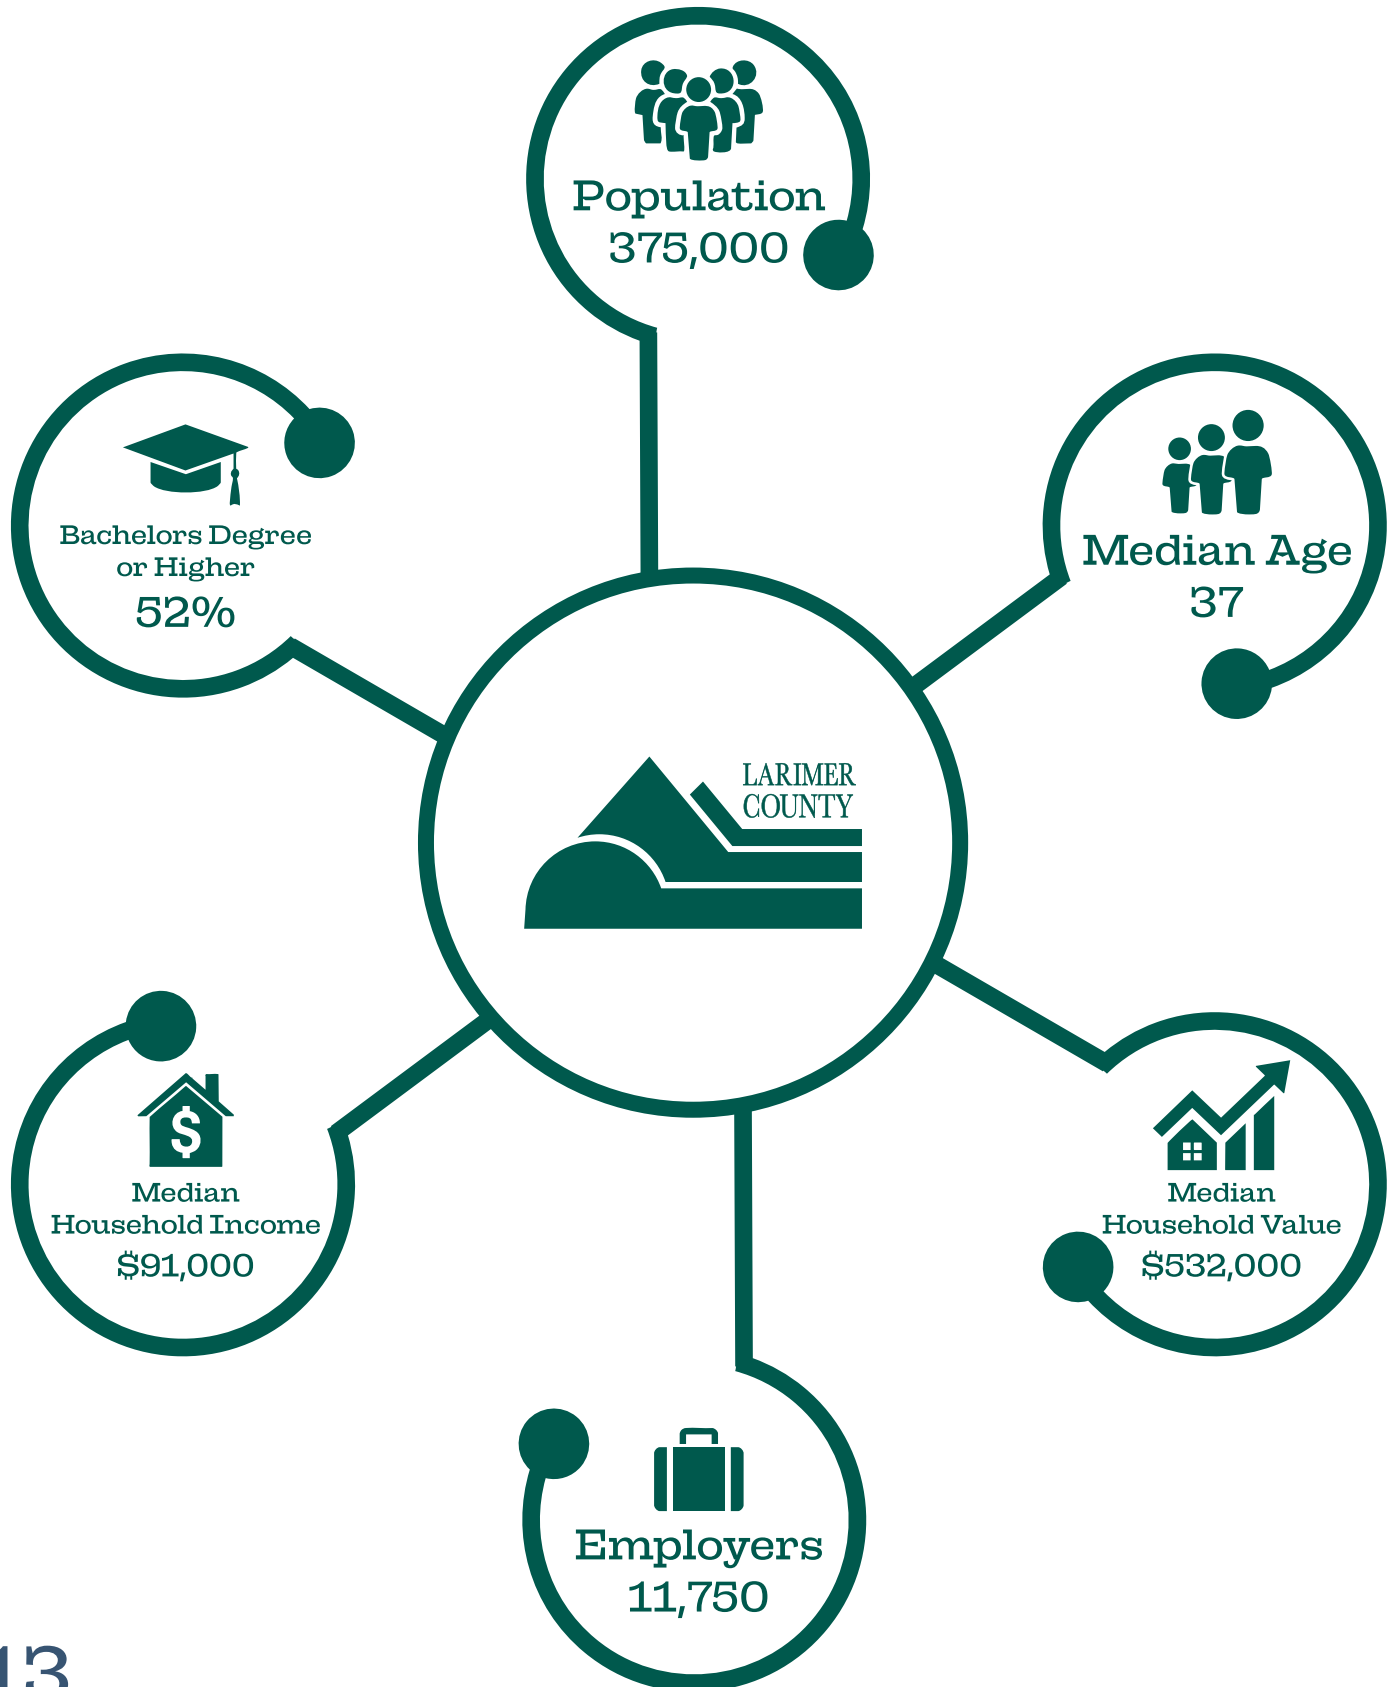 Population
375,000
Bachelors Degree
or Higher
52%
Median Age
37
LARIMER
COUNTY
Median
Household Income
$91,000
Median
Household Value
$532,000
Employers
11,750
13